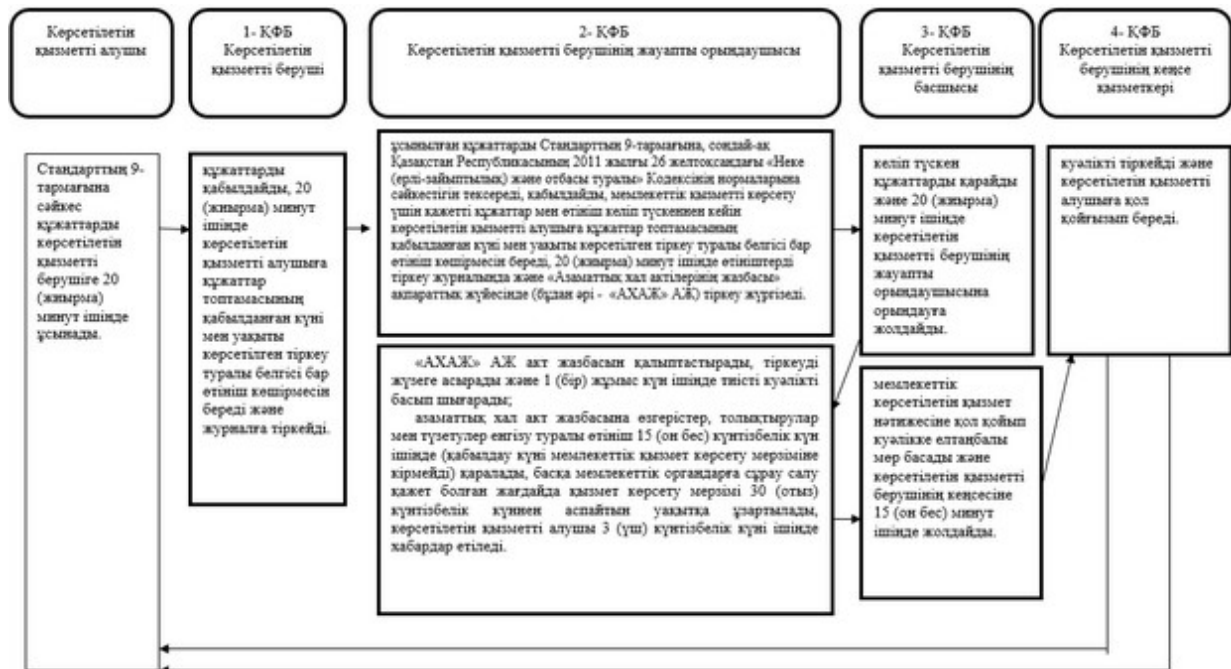 Көрсетілетін
қызметті алушы
1- ҚФБ
Көрсетілетін
қызметті беруші
2- ҚФБ
Көрсетілетін қызметті берушінің жауапты орындаушысы
3- ҚФБ
Көрсетілетін
қызметті берушінің
басшысы
4- ҚФБ
Көрсетілетін қызметті
берушінің кеңсе
қызметкері
Стандарттың 9-
тармағына
сәйкес
құжаттарды
көрсетілетін
қызметті
берушіге 20
(жиырма)
минут ішінде
ұсынады.
құжаттарды
қабылдайды, 20
(жиырма) минут
ішінде
көрсетілетін
қызметті алушыға
құжаттар
топтамасының
қабылданған күні
мен уақыты
көрсетілген тіркеу
туралы белгісі бар
өтініш көшірмесін
береді және
журналға тіркейді.
ұсынылған құжаттарды Стандарттың 9-тармағына, сондай-ақ
Қазақстан Республикасының 2011 жылғы 26 желтоқсандағы «Неке
(ерлі-зайыптылық) және отбасы туралы» Кодексінің нормаларына
сәйкестігін тексереді, қабылдайды, мемлекеттік қызметті көрсету
үшін қажетті құжаттар мен өтініш келіп түскеннен кейін
көрсетілетін қызметті алушыға құжаттар топтамасының
қабылданған күні мен уақыты көрсетілген тіркеу туралы белгісі бар
өтініш көшірмесін береді, 20 (жиырма) минут ішінде өтініштерді
тіркеу журналында және «Азаматтық хал актілерінің жазбасы»
ақпараттық жүйесінде (бұдан әрі - «АХАЖ» АЖ) тіркеу жүргізеді.
«АХАЖ» АЖ акт жазбасын қалыптастырады, тіркеуді
жүзеге асырады және 1 (бір) жұмыс күн ішінде тиісті куәлікті
басып шығарады;
азаматтық хал акт жазбасына өзгерістер, толықтырулар
мен түзетулер енгізу туралы өтініш 15 (он бес) күнтізбелік күн
ішінде (қабылдау күні мемлекеттік қызмет көрсету мерзіміне
кірмейді) қаралады, басқа мемлекеттік органдарға сұрау салу
қажет болған жағдайда қызмет көрсету мерзімі 30 (отыз)
күнтізбелік күннен аспайтын уақытқа ұзартылады,
көрсетілетін қызметті алушы 3 (үш) күнтізбелік күні ішінде
хабардар етіледі.
келіп түскен
құжаттарды қарайды
және 20 (жиырма)
минут ішінде
көрсетілетін
қызметті берушінің
жауапты
орындаушысына
орындауға
жолдайды.
мемлекеттік
көрсетілетін қызмет
нәтижесіне қол қойып
куәлікке елтаңбалы
мөр басады және
көрсетілетін қызметті
берушінің кеңсесіне
15 (он бес) минут
ішінде жолдайды.
куәлікті тіркейді және
көрсетілетін қызметті
алушыға қол
қойғызып береді.